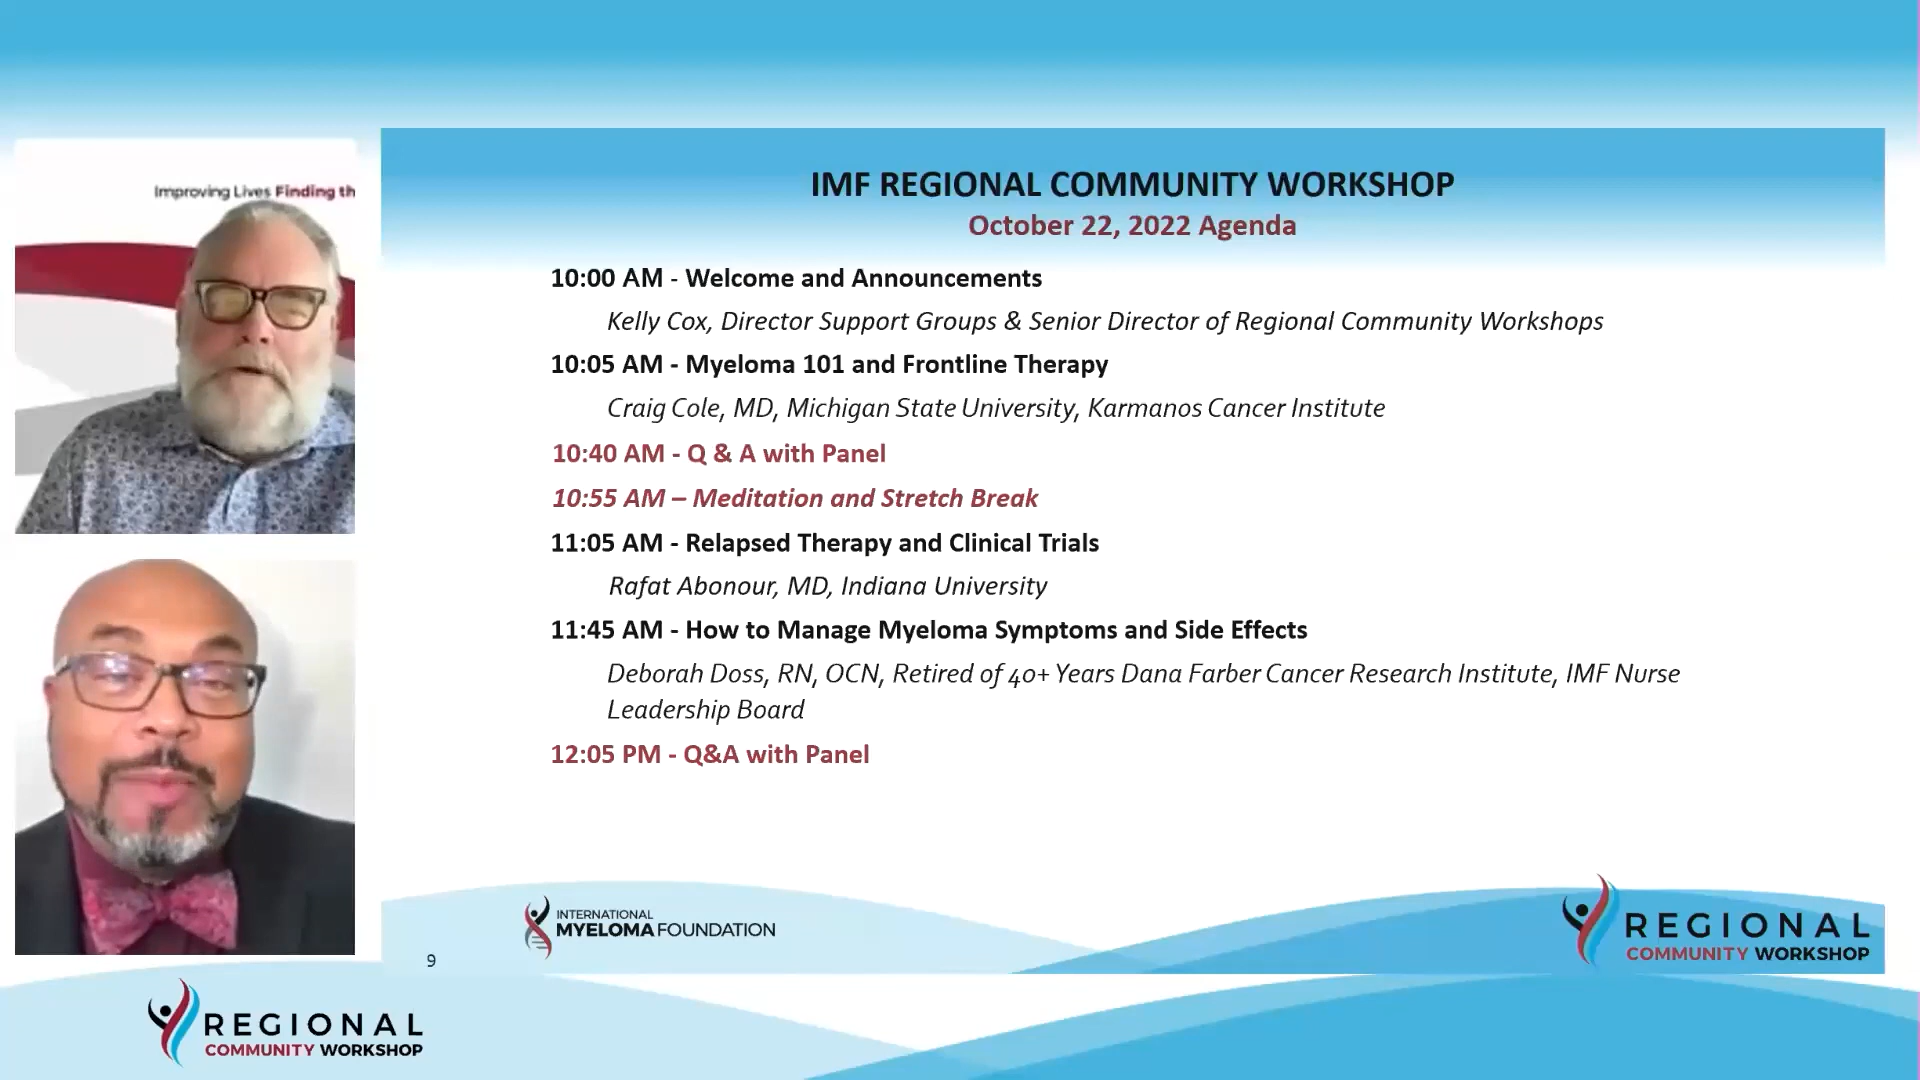 Improving Lives Finding th
IMF REGIONAL COMMUNITY WORKSHOP
October 22, 2022 Agenda
10:00 AM - Welcome and Announcements
Kelly Cox, Director Support Groups & Senior Director of Regional Community Workshops
10:05 AM - Myeloma 101 and Frontline Therapy
Craig Cole, MD, Michigan State University, Karmanos Cancer Institute
10:40 AM - Q & A with Panel
10:55 AM – Meditation and Stretch Break
11:05 AM - Relapsed Therapy and Clinical Trials
Rafat Abonour, MD, Indiana University
11:45 AM - How to Manage Myeloma Symptoms and Side Effects
Deborah Doss, RN, OCN, Retired of 40+ Years Dana Farber Cancer Research Institute, IMF Nurse
Leadership Board
12:05 PM - Q&A with Panel
INTERNATIONAL
MYELOMA FOUNDATION
REGIONAL
COMMUNITY WORKSHOP
9
REGIONAL
COMMUNITY WORKSHOP